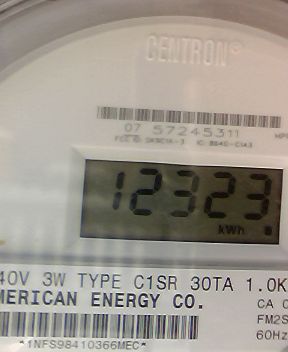 CENTRON®
07 57245311
12323
kWh
40V 3W TYPE C1SR 30TA 1.0K
MERICAN ENERGY CO.
CA 0
FM2S
60Hz
*1NFS98410366MEC*